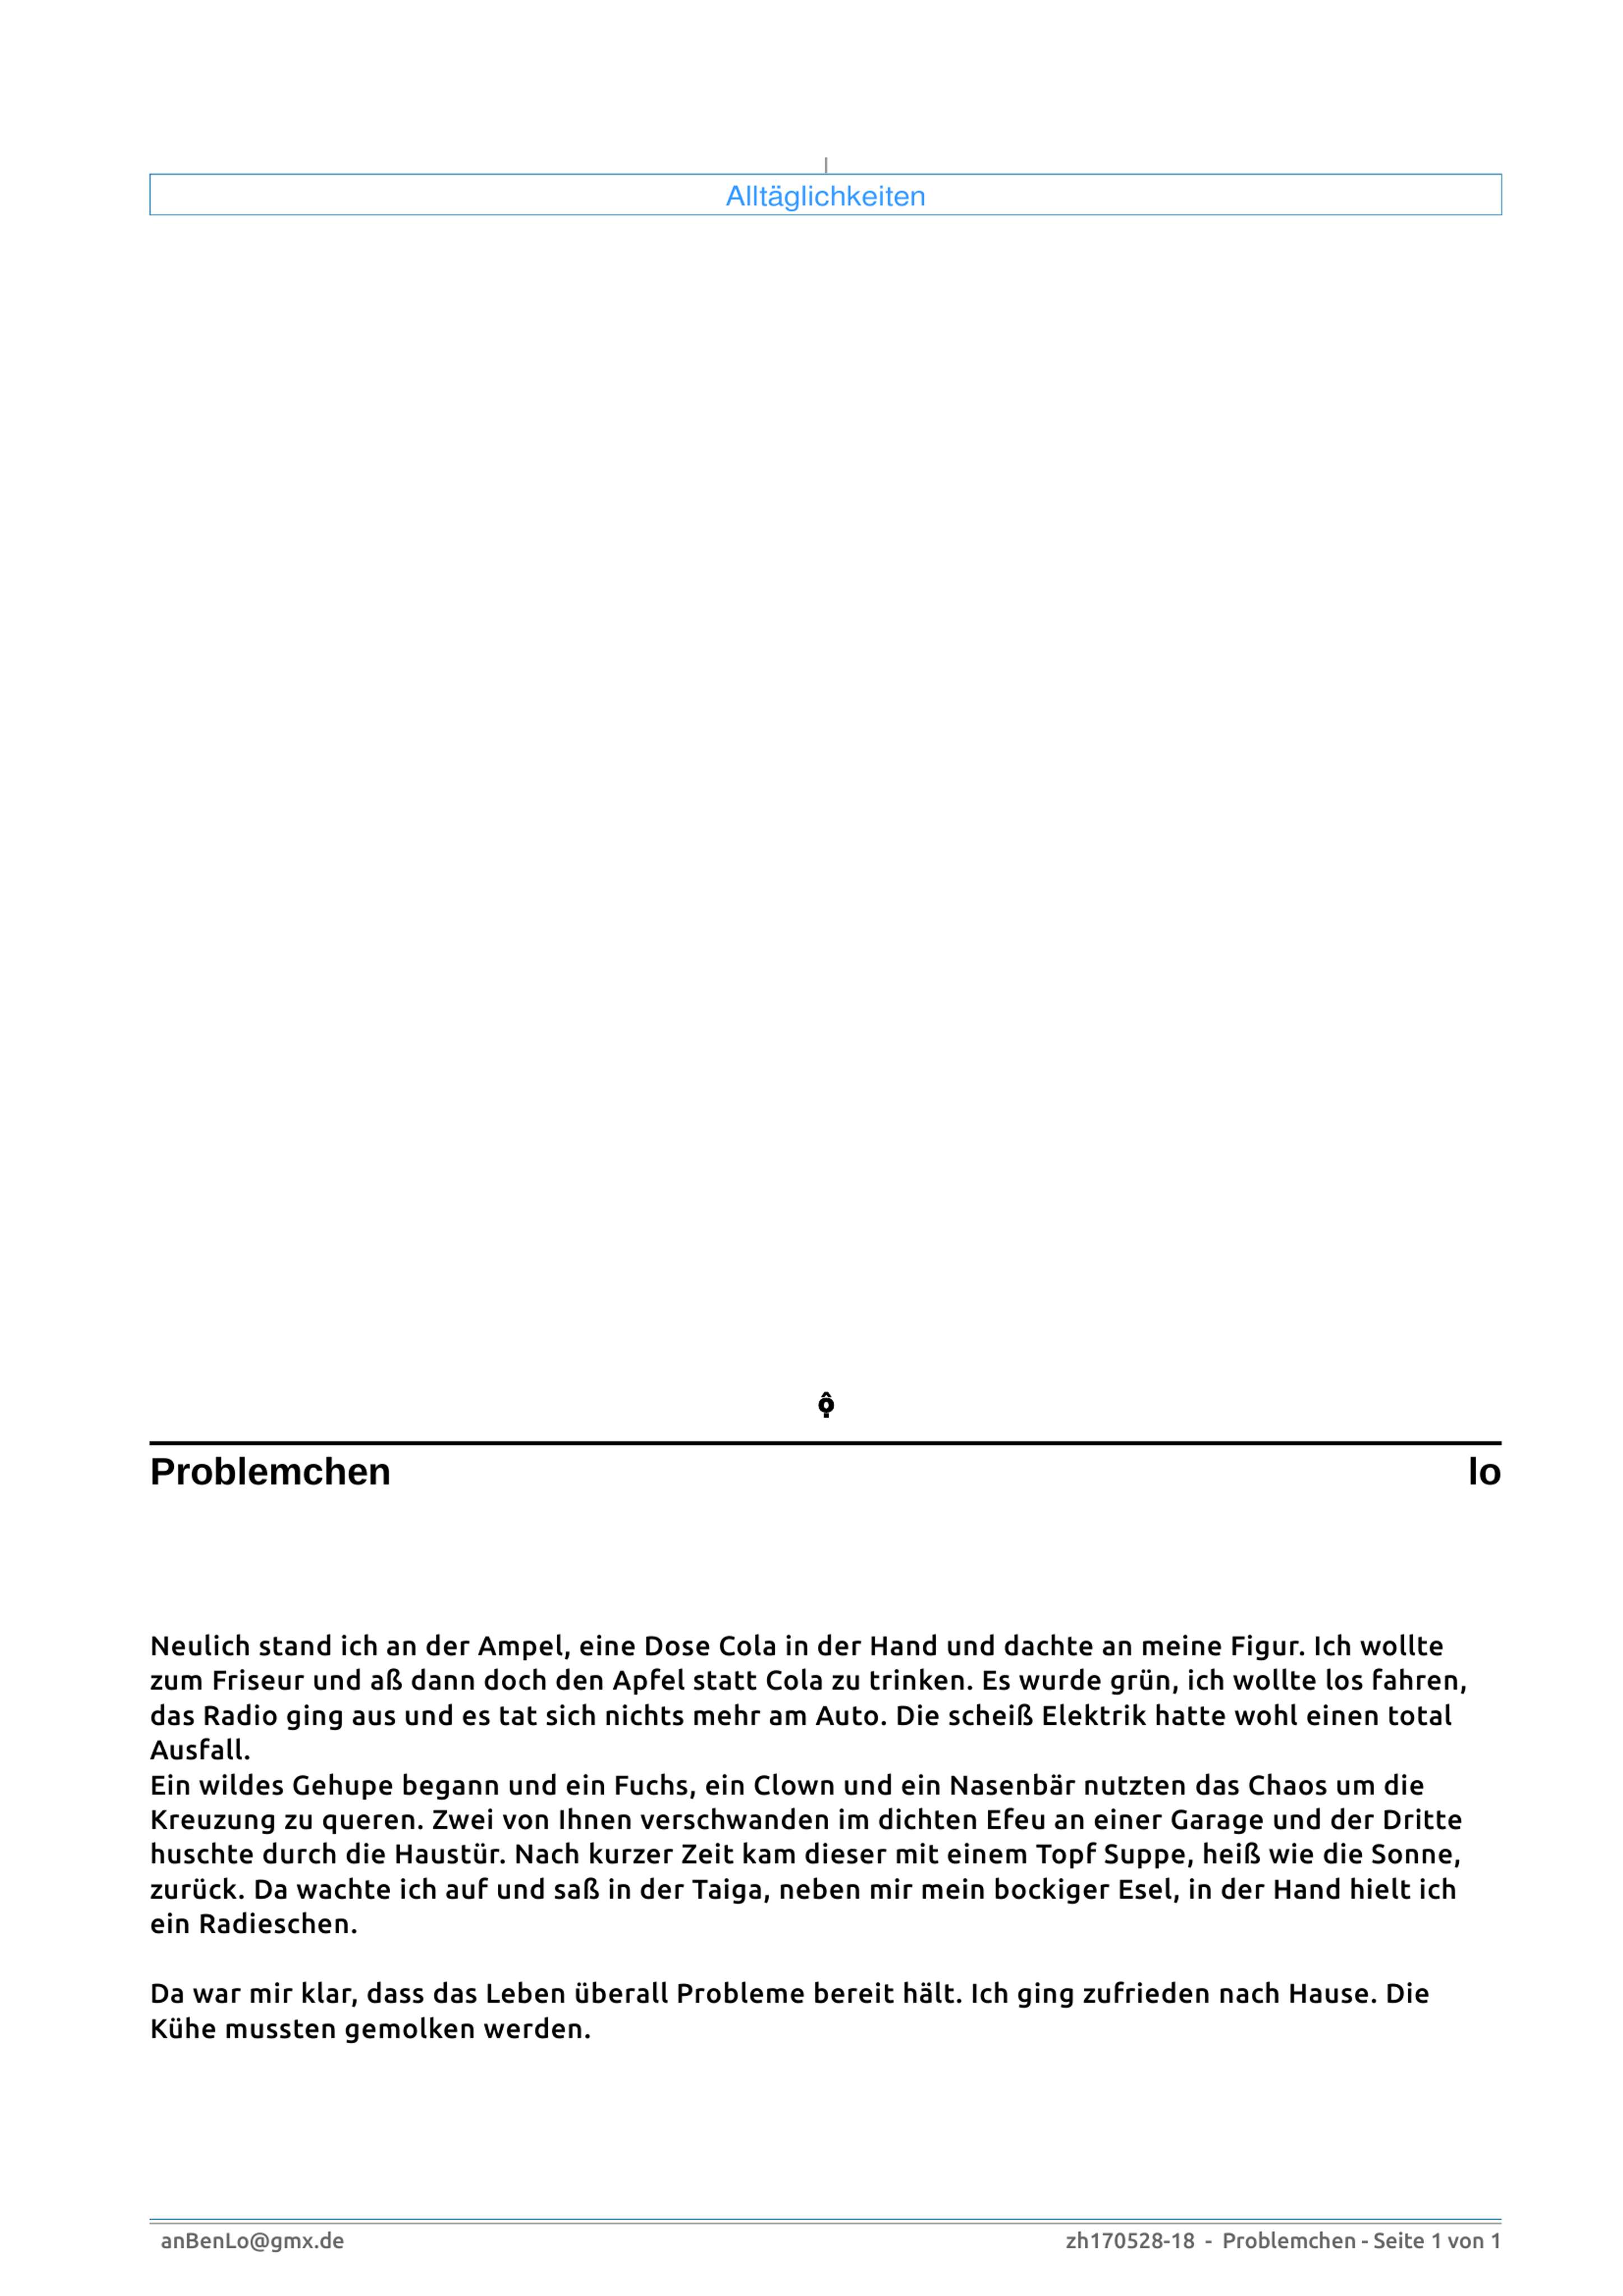 Alltäglichkeiten
Problemchen lo
Neulich stand ich an der Ampel, eine Dose Cola in der Hand und dachte an meine Figur. Ich wollte
zum Friseur und aß dann doch den Apfel statt Cola zu trinken. Es wurde grün, ich wollte los fahren,
das Radio ging aus und es tat sich nichts mehr am Auto. Die scheiß Elektrik hatte wohl einen total
Ausfall.
Ein wildes Gehupe begann und ein Fuchs, ein Clown und ein Nasenbär nutzten das Chaos um die
Kreuzung zu queren. Zwei von Ihnen verschwanden im dichten Efeu an einer Garage und der Dritte
huschte durch die Haustür. Nach kurzer Zeit kam dieser mit einem Topf Suppe, heiß wie die Sonne,
zurück. Da wachte ich auf und saß in der Taiga, neben mir mein bockiger Esel, in der Hand hielt ich
ein Radieschen.
Da war mir klar, dass das Leben überall Probleme bereit hält. Ich ging zufrieden nach Hause. Die
Kühe mussten gemolken werden.
anBenLo@gmx.de zh170528-18 - Problemchen - Seite 1 von 1